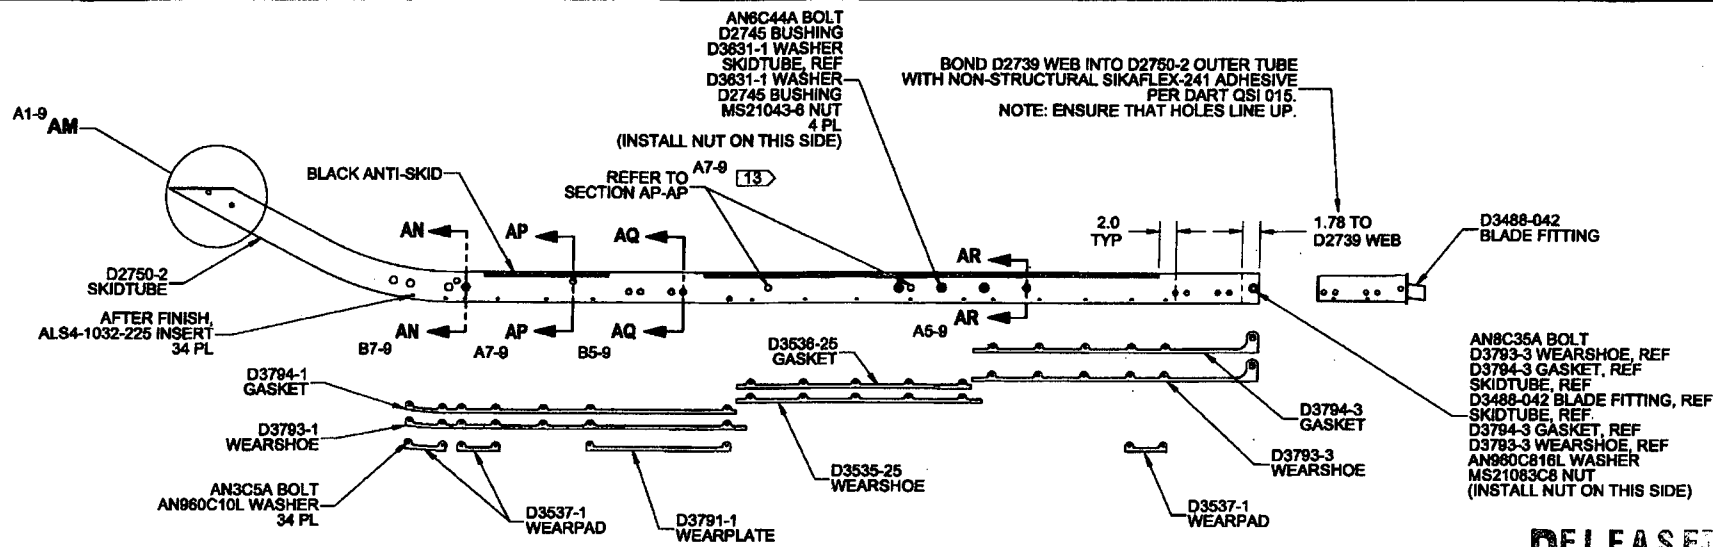 AN6C44A BOLT
D2745 BUSHING
D3631-1 WASHER
SKIDTUBE, REF
D3631-1 WASHER
D2745 BUSHING
MS21043-6 NUT
4 PL
(INSTALL NUT ON THIS SIDE)
BOND D2739 WEB INTO D2750-2 OUTER TUBE
WITH NON-STRUCTURAL SIKAFLEX-241 ADHESIVE
PER DART QSI 015.
NOTE: ENSURE THAT HOLES LINE UP.
A1-9
AM
BLACK ANTI-SKID
REFER TO
SECTION AP-AP
A7-9
13
2.0
TYP
1.78 TO
D2739 WEB
D3488-042
BLADE FITTING
AN
AP
AQ
AR
D2750-2
SKIDTUBE
AFTER FINISH,
ALS4-1032-225 INSERT
34 PL
AN
AP
AQ
AR
B7-9
A7-9
B5-9
A5-9
D3794-1
GASKET
D3536-25
GASKET
D3793-1
WEARSHOE
D3535-25
WEARSHOE
D3794-3
GASKET
D3793-3
WEARSHOE
AN3C5A BOLT
AN960C10L WASHER
34 PL
D3537-1
WEARPAD
D3791-1
WEARPLATE
D3537-1
WEARPAD
AN8C35A BOLT
D3793-3 WEARSHOE, REF
D3794-3 GASKET, REF
SKIDTUBE, REF
D3488-042 BLADE FITTING, REF
SKIDTUBE, REF.
D3794-3 GASKET, REF
D3793-3 WEARSHOE, REF
AN960C816L WASHER
MS21083C8 NUT
(INSTALL NUT ON THIS SIDE)